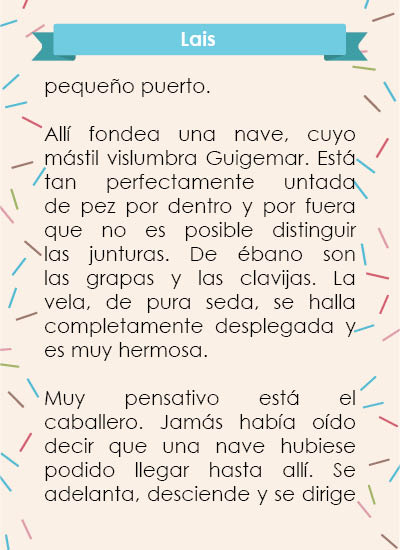 Lais
pequeño puerto.
Allí fondea una nave, cuyo
mástil vislumbra Guigemar. Está
tan perfectamente untada
de pez por dentro y por fuera
que no es posible distinguir
las junturas. De ébano son
las grapas y las clavijas. La
vela, de pura seda, se halla
completamente desplegada y
es muy hermosa.
Muy pensativo está el
caballero. Jamás había oído
decir que una nave hubiese
podido llegar hasta allí. Se
adelanta, desciende y se dirige